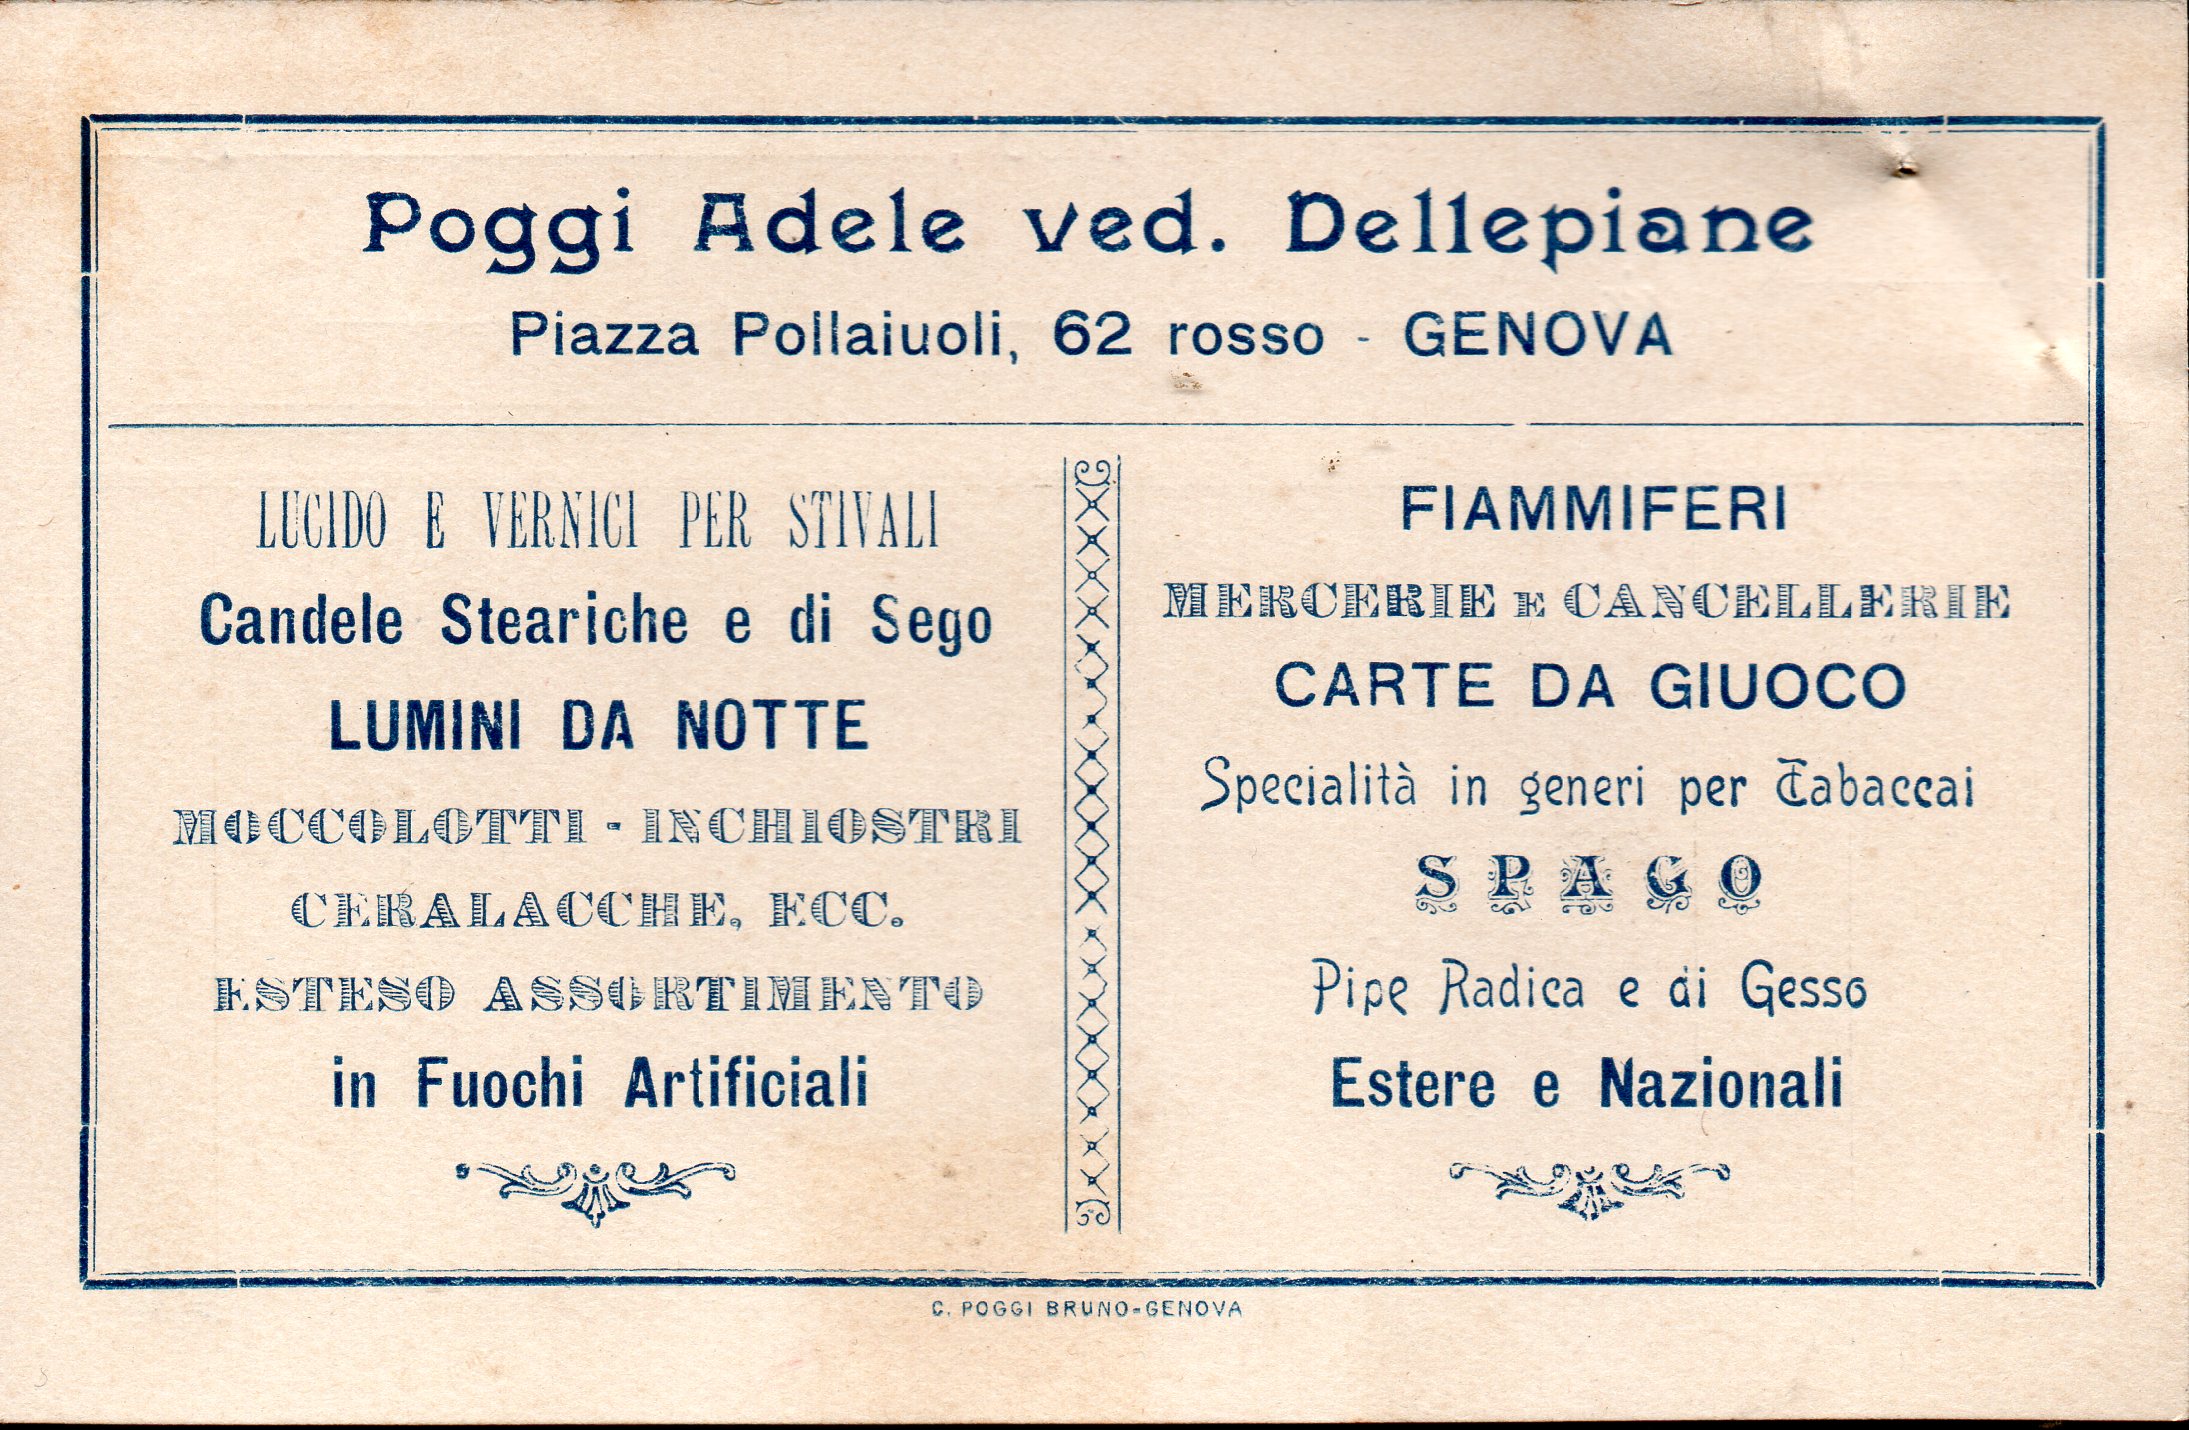 Poggi Adele ved. Dellepiane
Piazza Pollaiuoli, 62 rosso - GENOVA
LUCIDO E VERNICI PER STIVALI
Candele Steariche e di Sego
LUMINI DA NOTTE
MOCCOLOTTI - INCHIOSTRI
CERALACCHE, ECC.
ESTESO ASSORTIMENTO
in Fuochi Artificiali
FIAMMIFERI
MERCERIE E CANCELLERIE
CARTE DA GIUOCO
Specialità in generi per Tabaccai
SPAGO
Pipe Radica e di Gesso
Estere e Nazionali
C. POGGI BRUNO-GENOVA